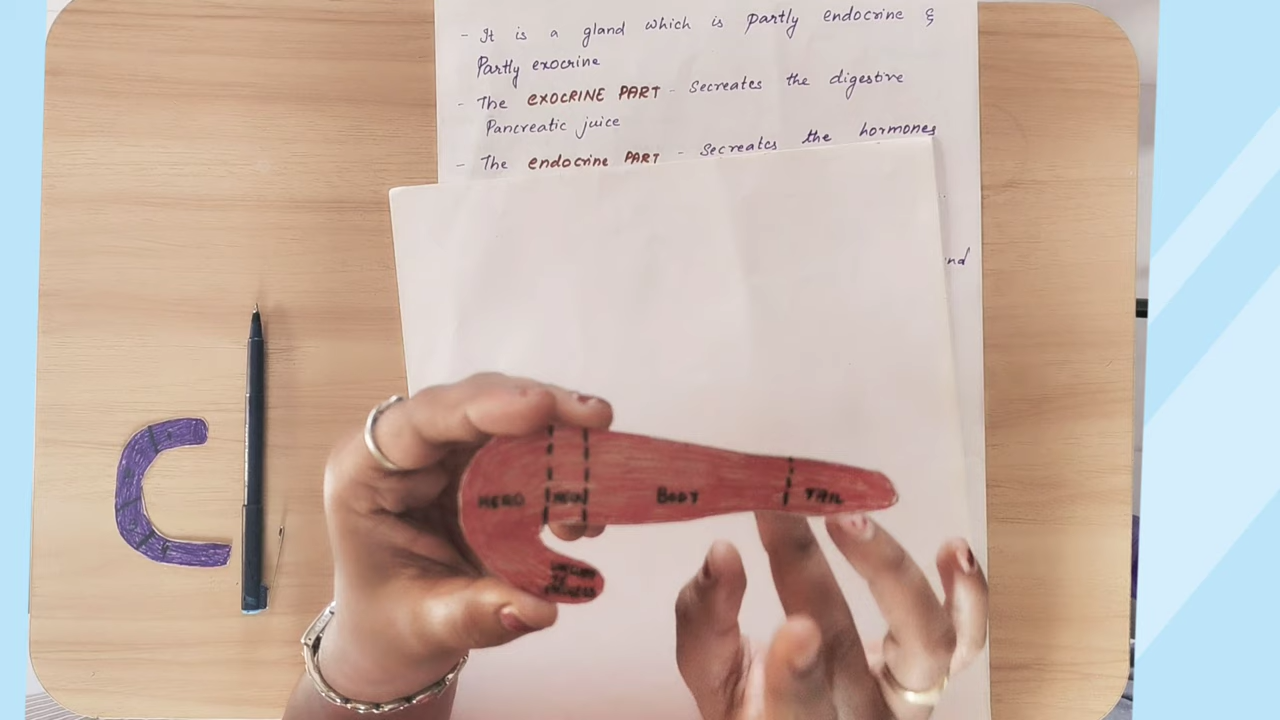 - It is a gland which is partly endocrine &
Partly exocrine
- The EXOCRINE PART - Secreates the digestive
Pancreatic juice
- The endocrine PART - Secreates the hormones
nd
HEAD
NECK
BODY
TAIL
PROCESS